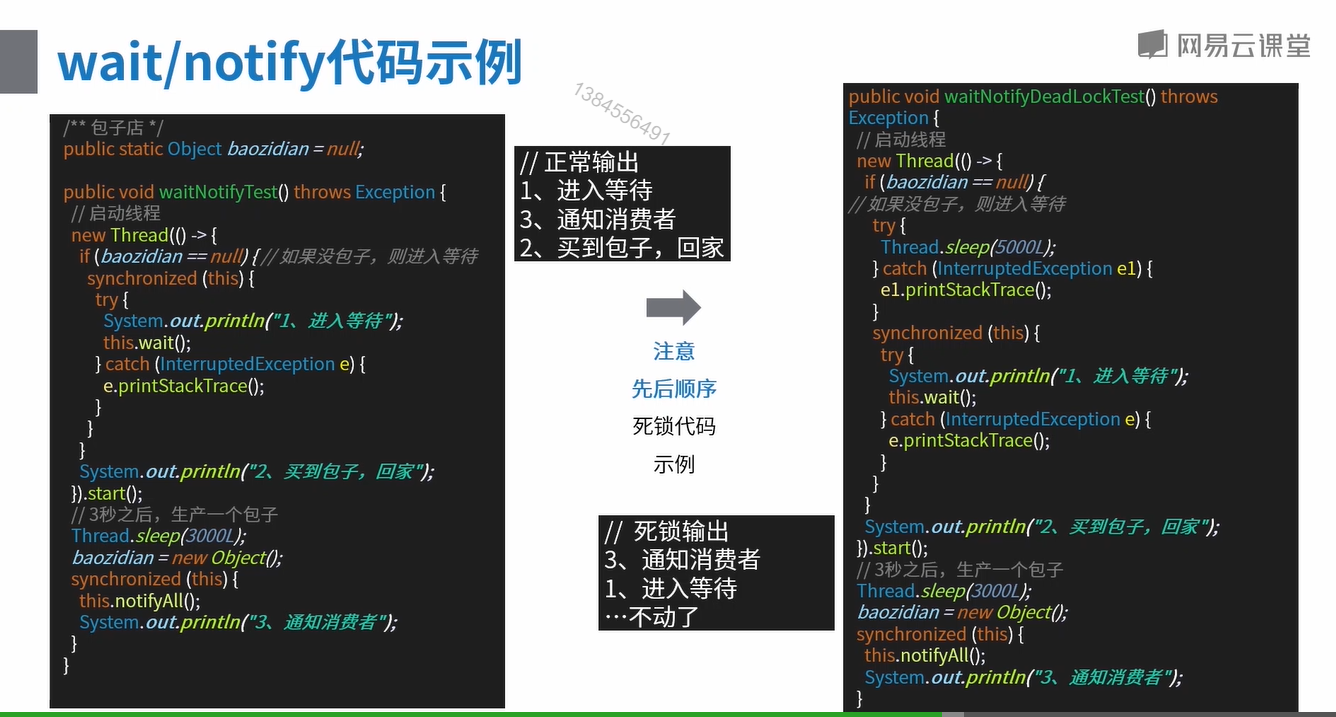 wait/notify代码示例
网易云课堂
1384556491
/** 包子店 */
public static Object baozidian = null;
public void waitNotifyTest() throws Exception {
// 启动线程
new Thread(() -> {
if (baozidian == null) { // 如果没包子，则进入等待
synchronized (this) {
try {
System.out.println("1、进入等待");
this.wait();
} catch (InterruptedException e) {
e.printStackTrace();
}
}
}
System.out.println("2、买到包子，回家");
}).start();
// 3秒之后，生产一个包子
Thread.sleep(3000L);
baozidian = new Object();
synchronized (this) {
this.notifyAll();
System.out.println("3、通知消费者");
}
}
// 正常输出
1、进入等待
3、通知消费者
2、买到包子，回家
注意
先后顺序
死锁代码
示例
// 死锁输出
3、通知消费者
1、进入等待
…不动了
public void waitNotifyDeadLockTest() throws
Exception {
// 启动线程
new Thread(() -> {
if (baozidian == null) {
// 如果没包子，则进入等待
try {
Thread.sleep(5000L);
} catch (InterruptedException e1) {
e1.printStackTrace();
}
synchronized (this) {
try {
System.out.println("1、进入等待");
this.wait();
} catch (InterruptedException e) {
e.printStackTrace();
}
}
}
System.out.println("2、买到包子，回家");
}).start();
// 3秒之后，生产一个包子
Thread.sleep(3000L);
baozidian = new Object();
synchronized (this) {
this.notifyAll();
System.out.println("3、通知消费者");
}